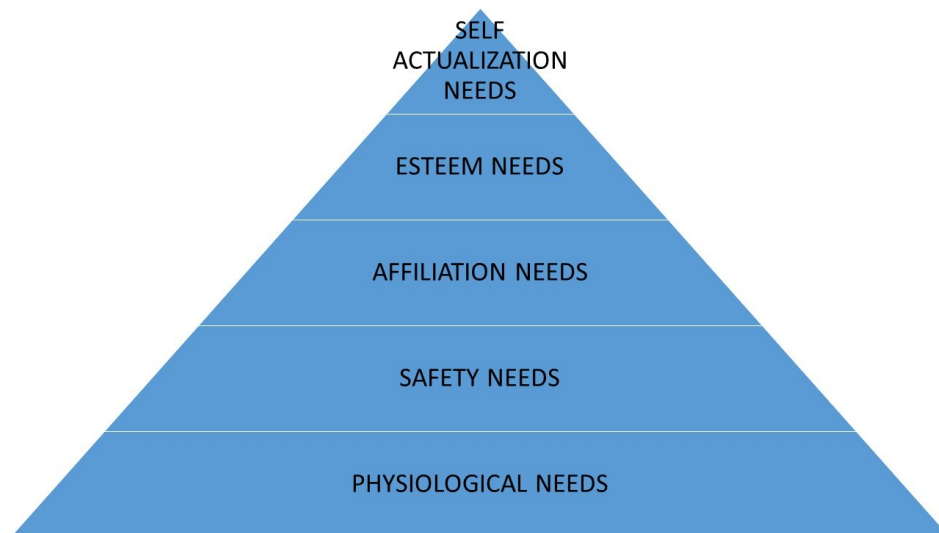 SELF
ACTUALIZATION
NEEDS
ESTEEM NEEDS
AFFILIATION NEEDS
SAFETY NEEDS
PHYSIOLOGICAL NEEDS